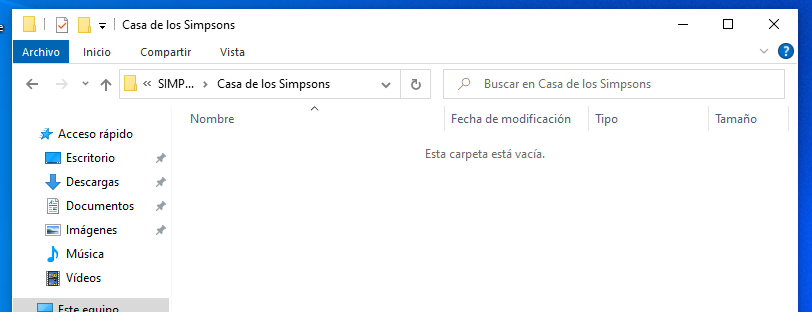 Casa de los Simpsons
Archivo Inicio Compartir Vista
« SIMP... > Casa de los Simpsons Buscar en Casa de los Simpsons
Nombre Fecha de modificación Tipo Tamaño
Esta carpeta está vacía.
Acceso rápido
Escritorio
Descargas
Documentos
Imágenes
Música
Vídeos
Este equipo